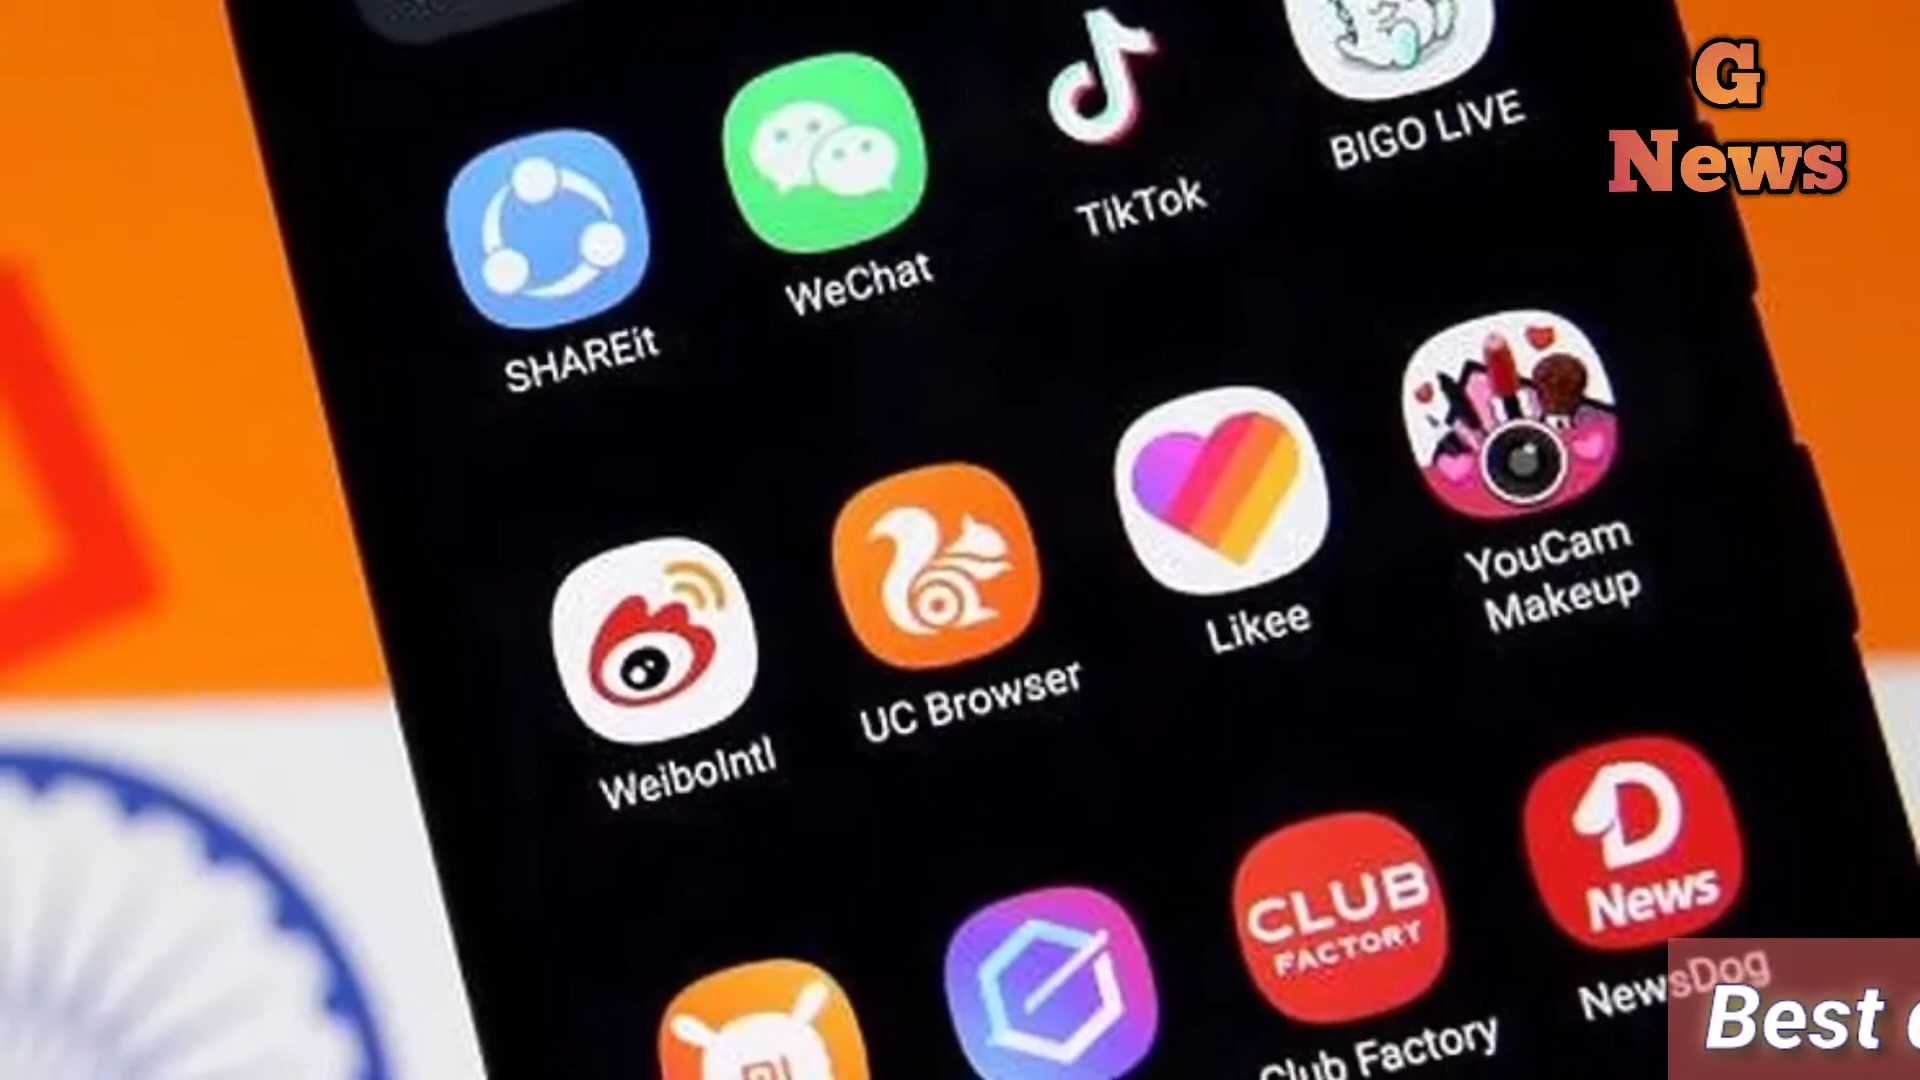 G
News
BIGO LIVE
TikTok
WeChat
SHAREit
YouCam
Makeup
Likee
UC Browser
WeiboIntl
News
NewsDog
CLUB
FACTORY
Club Factory
Best